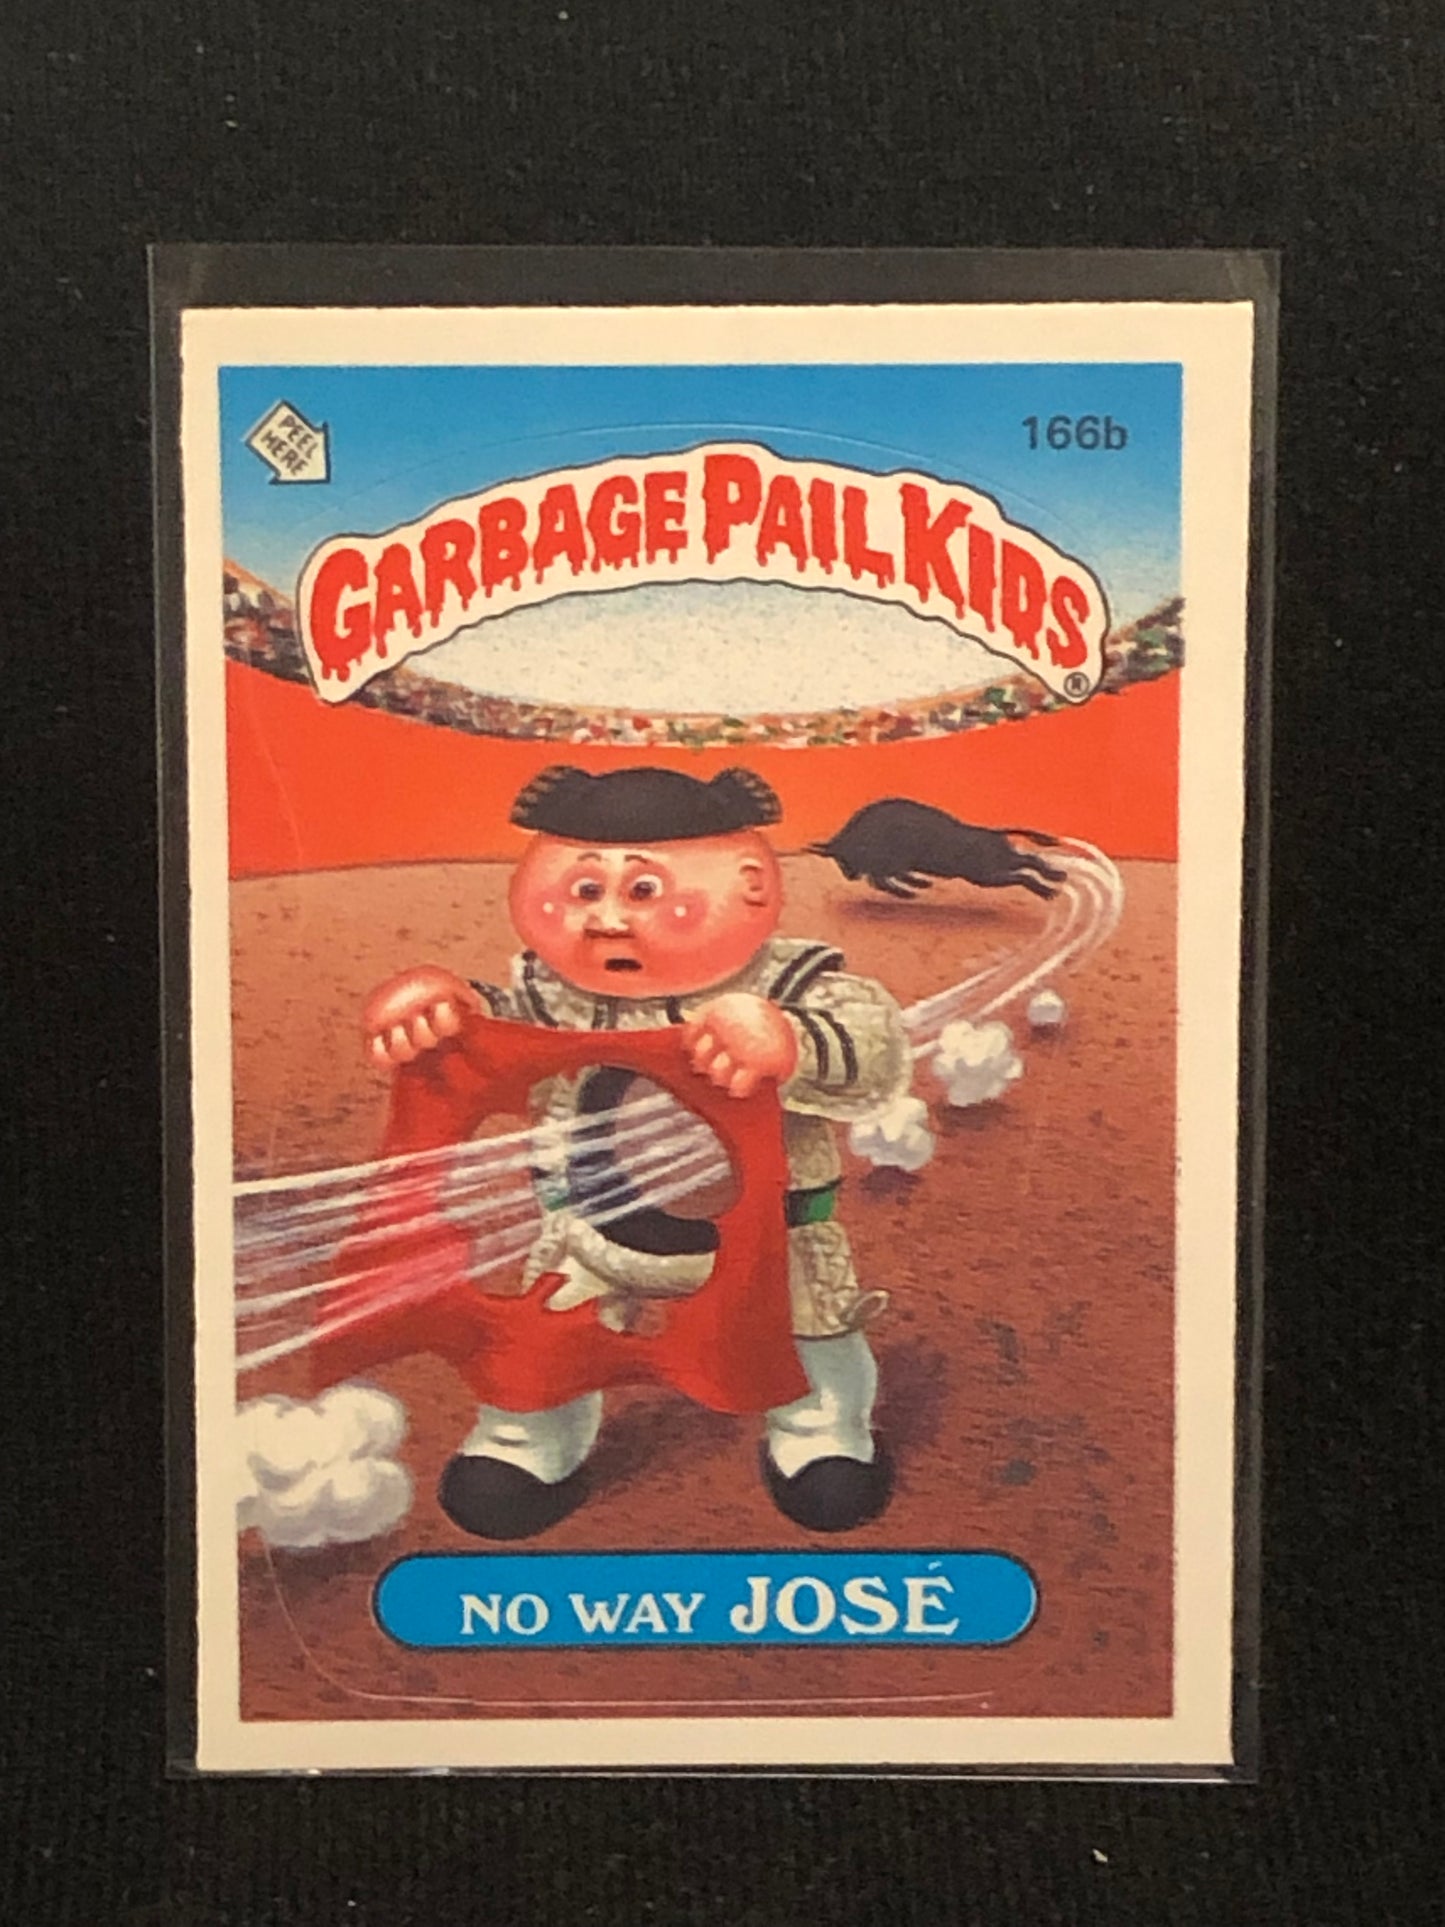 PEEL
HERE
166b
GARBAGE PAIL KIDS
®
NO WAY JOSÉ